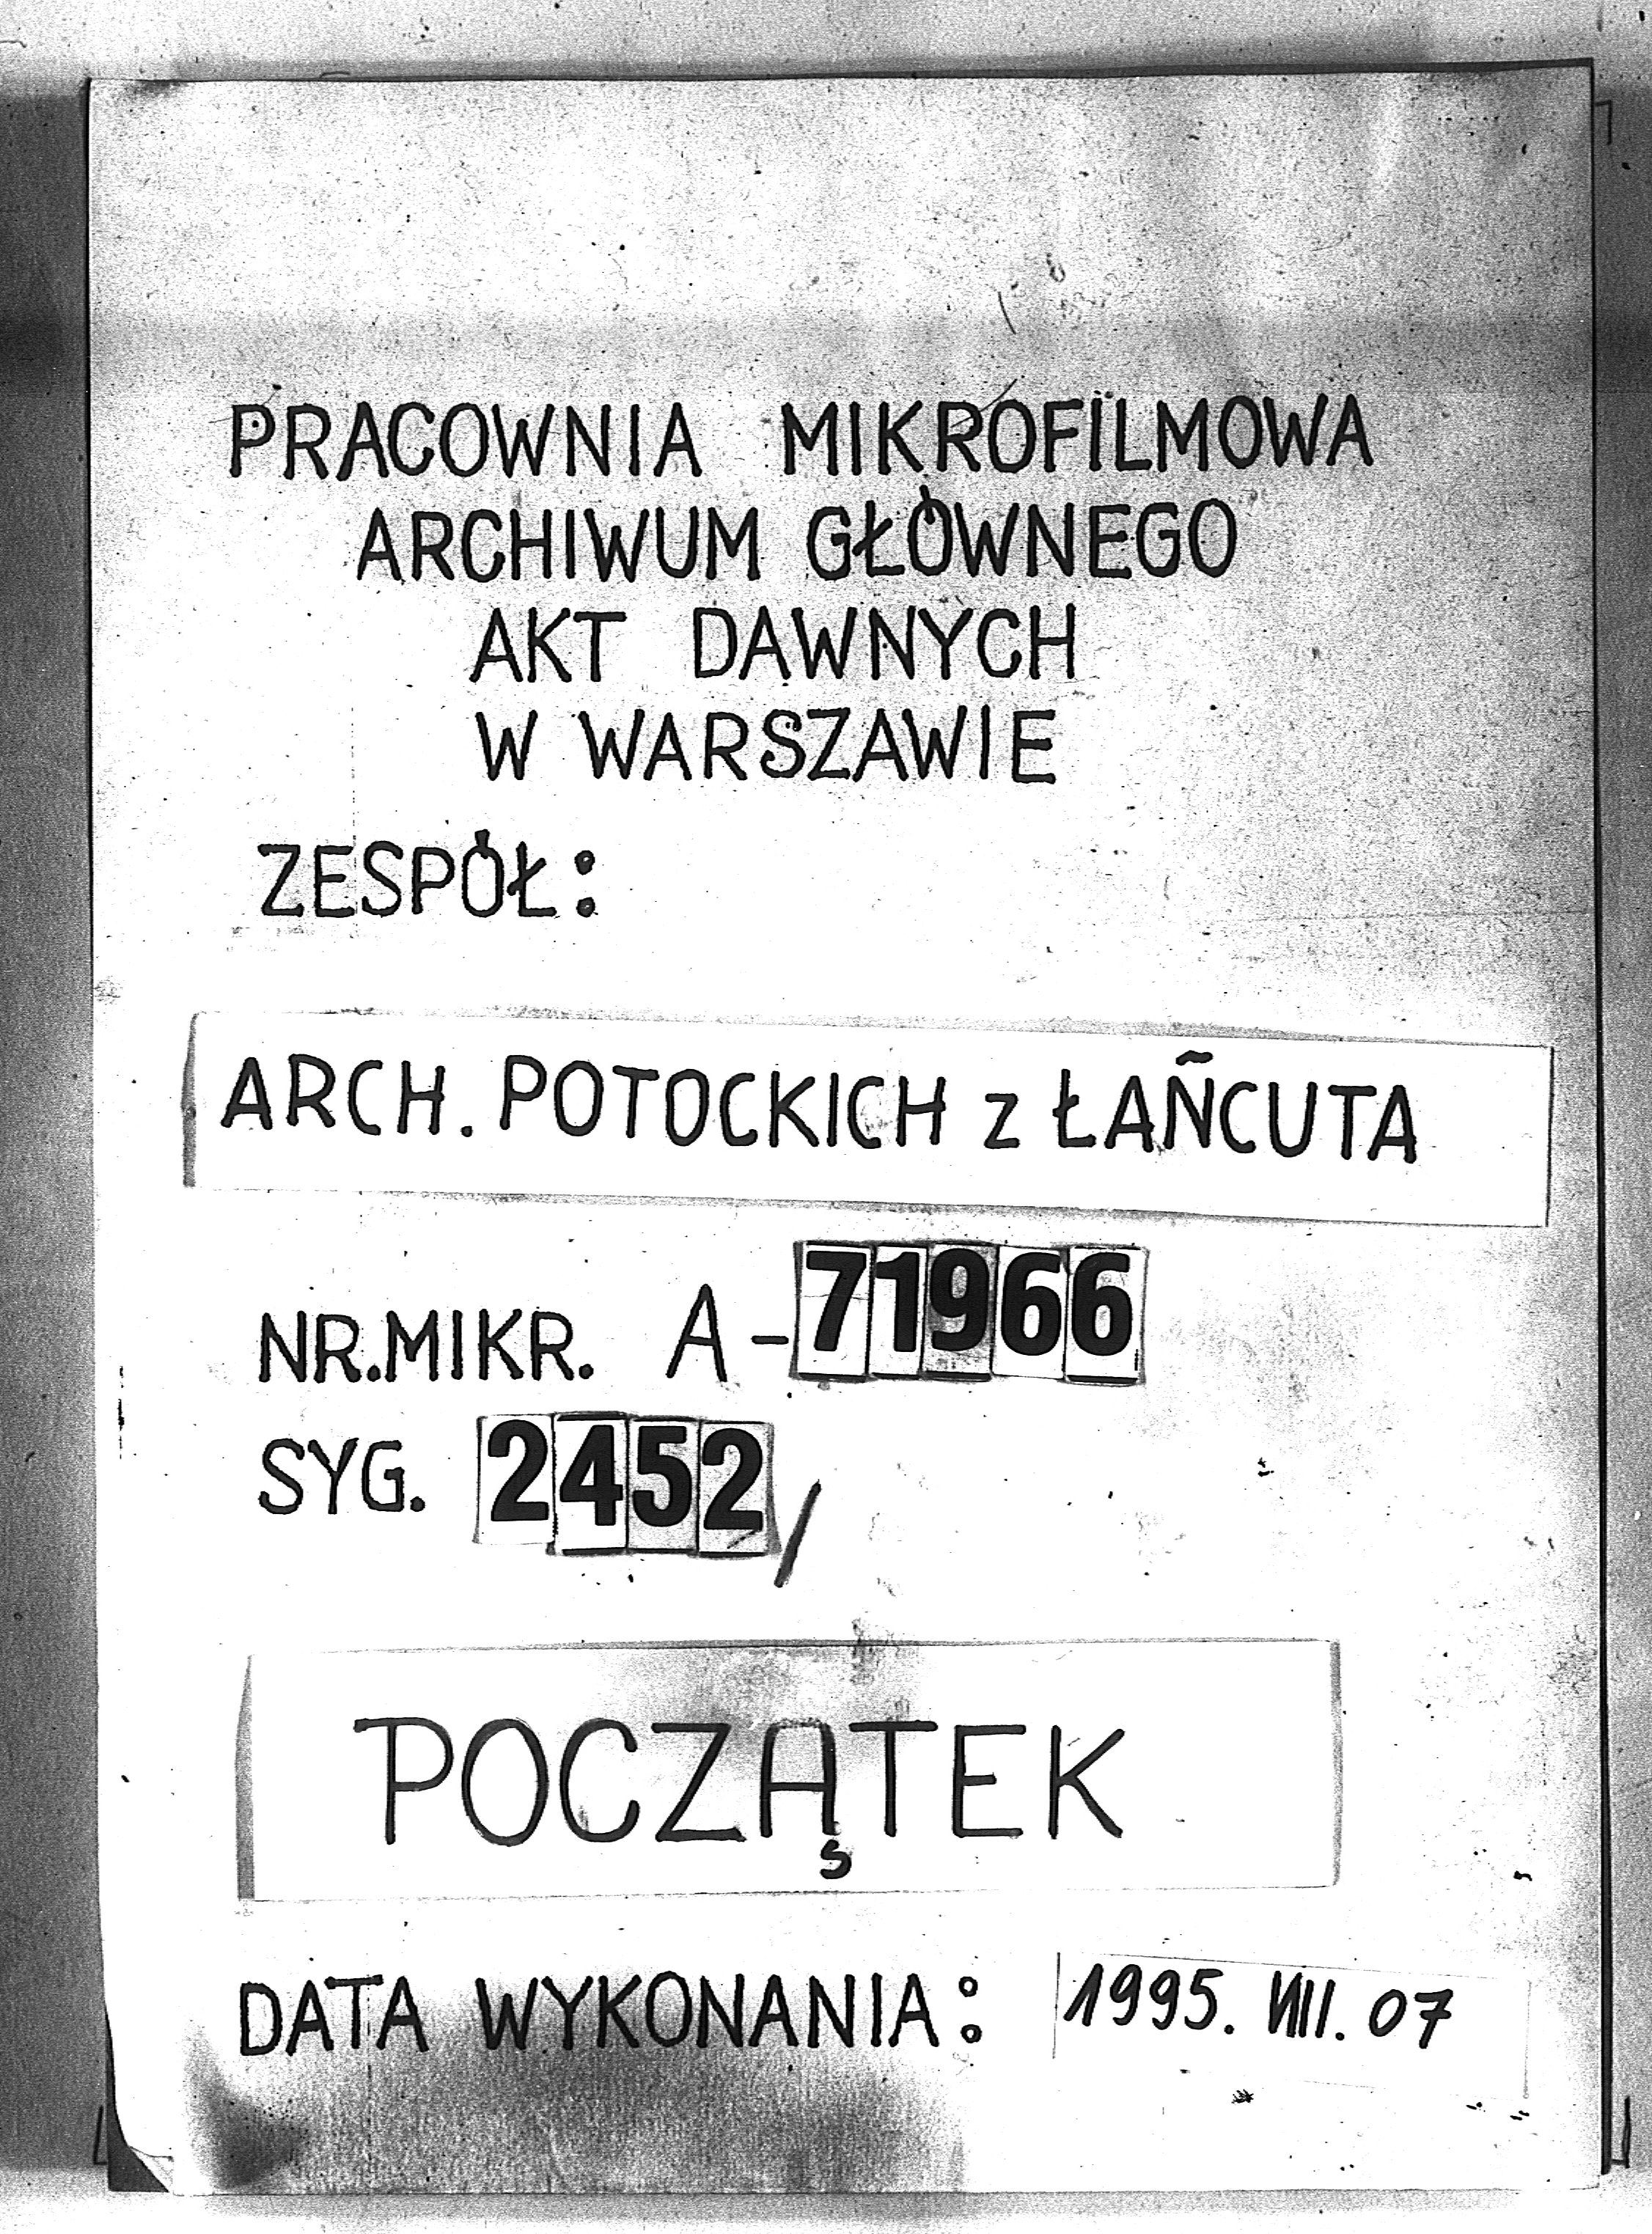 PRACOWNIA MIKROFILMOWA
ARCHIWUM GŁÓWNEGO
AKT DAWNYCH
W WARSZAWIE
ZESPÓŁ:
ARCH. POTOCKICH z ŁAÑCUTA
NR.MIKR. A-71966
SYG. 2452/
POCZĄTEK
DATA WYKONANIA: 1995. VIII. 07